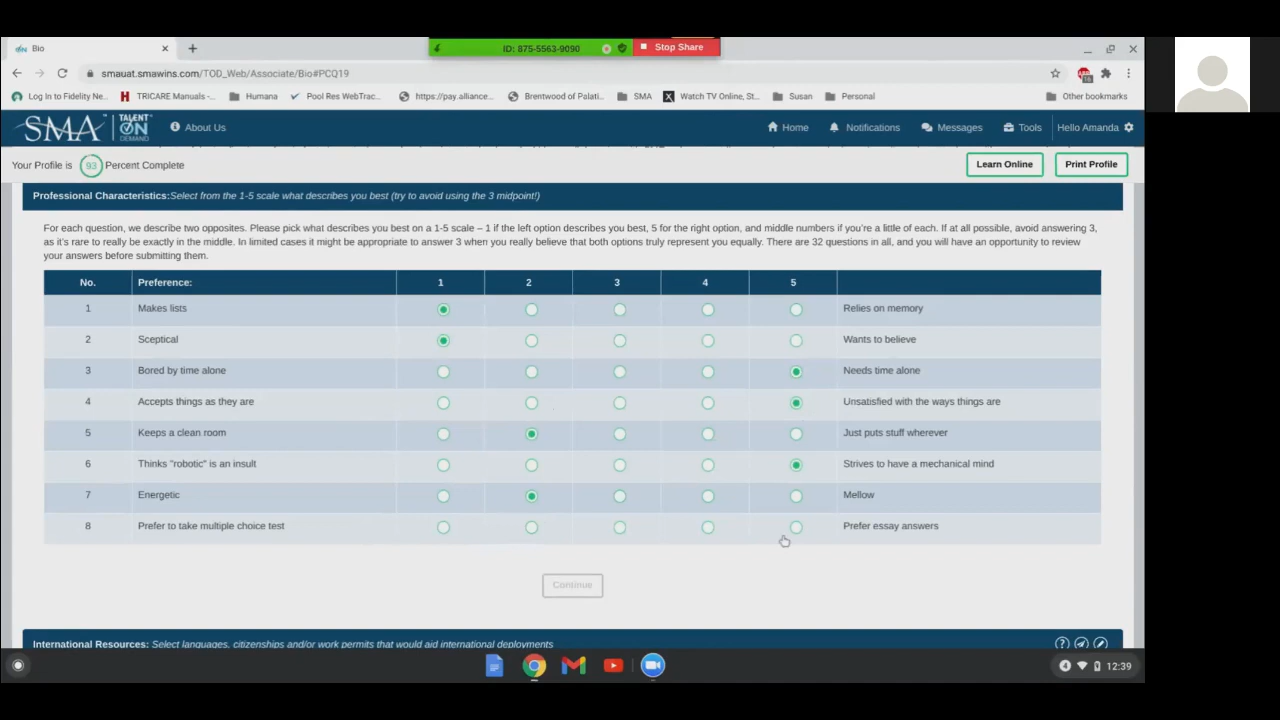 Bio
ID: 875-5563-9090
Stop Share
smauat.smawins.com/TOD_Web/Associate/Bio#PCQ19
Log In to Fidelity Ne...
TRICARE Manuals -...
Humana
Pool Res WebTrac...
https://pay.alliance...
Brentwood of Palati...
SMA
Watch TV Online, St...
Susan
Personal
Other bookmarks
SMA TALENT ON DEMAND
About Us
Home
Notifications
Messages
Tools
Hello Amanda
Your Profile is 93 Percent Complete
Learn Online
Print Profile
Professional Characteristics:Select from the 1-5 scale what describes you best (try to avoid using the 3 midpoint!)
For each question, we describe two opposites. Please pick what describes you best on a 1-5 scale – 1 if the left option describes you best, 5 for the right option, and middle numbers if you're a little of each. If at all possible, avoid answering 3,
as it's rare to really be exactly in the middle. In limited cases it might be appropriate to answer 3 when you really believe that both options truly represent you equally. There are 32 questions in all, and you will have an opportunity to review
your answers before submitting them.
No. Preference: 1 2 3 4 5
1 Makes lists Relies on memory
2 Sceptical Wants to believe
3 Bored by time alone Needs time alone
4 Accepts things as they are Unsatisfied with the ways things are
5 Keeps a clean room Just puts stuff wherever
6 Thinks "robotic" is an insult Strives to have a mechanical mind
7 Energetic Mellow
8 Prefer to take multiple choice test Prefer essay answers
Continue
International Resources: Select languages, citizenships and/or work permits that would aid international deployments
4
12:39